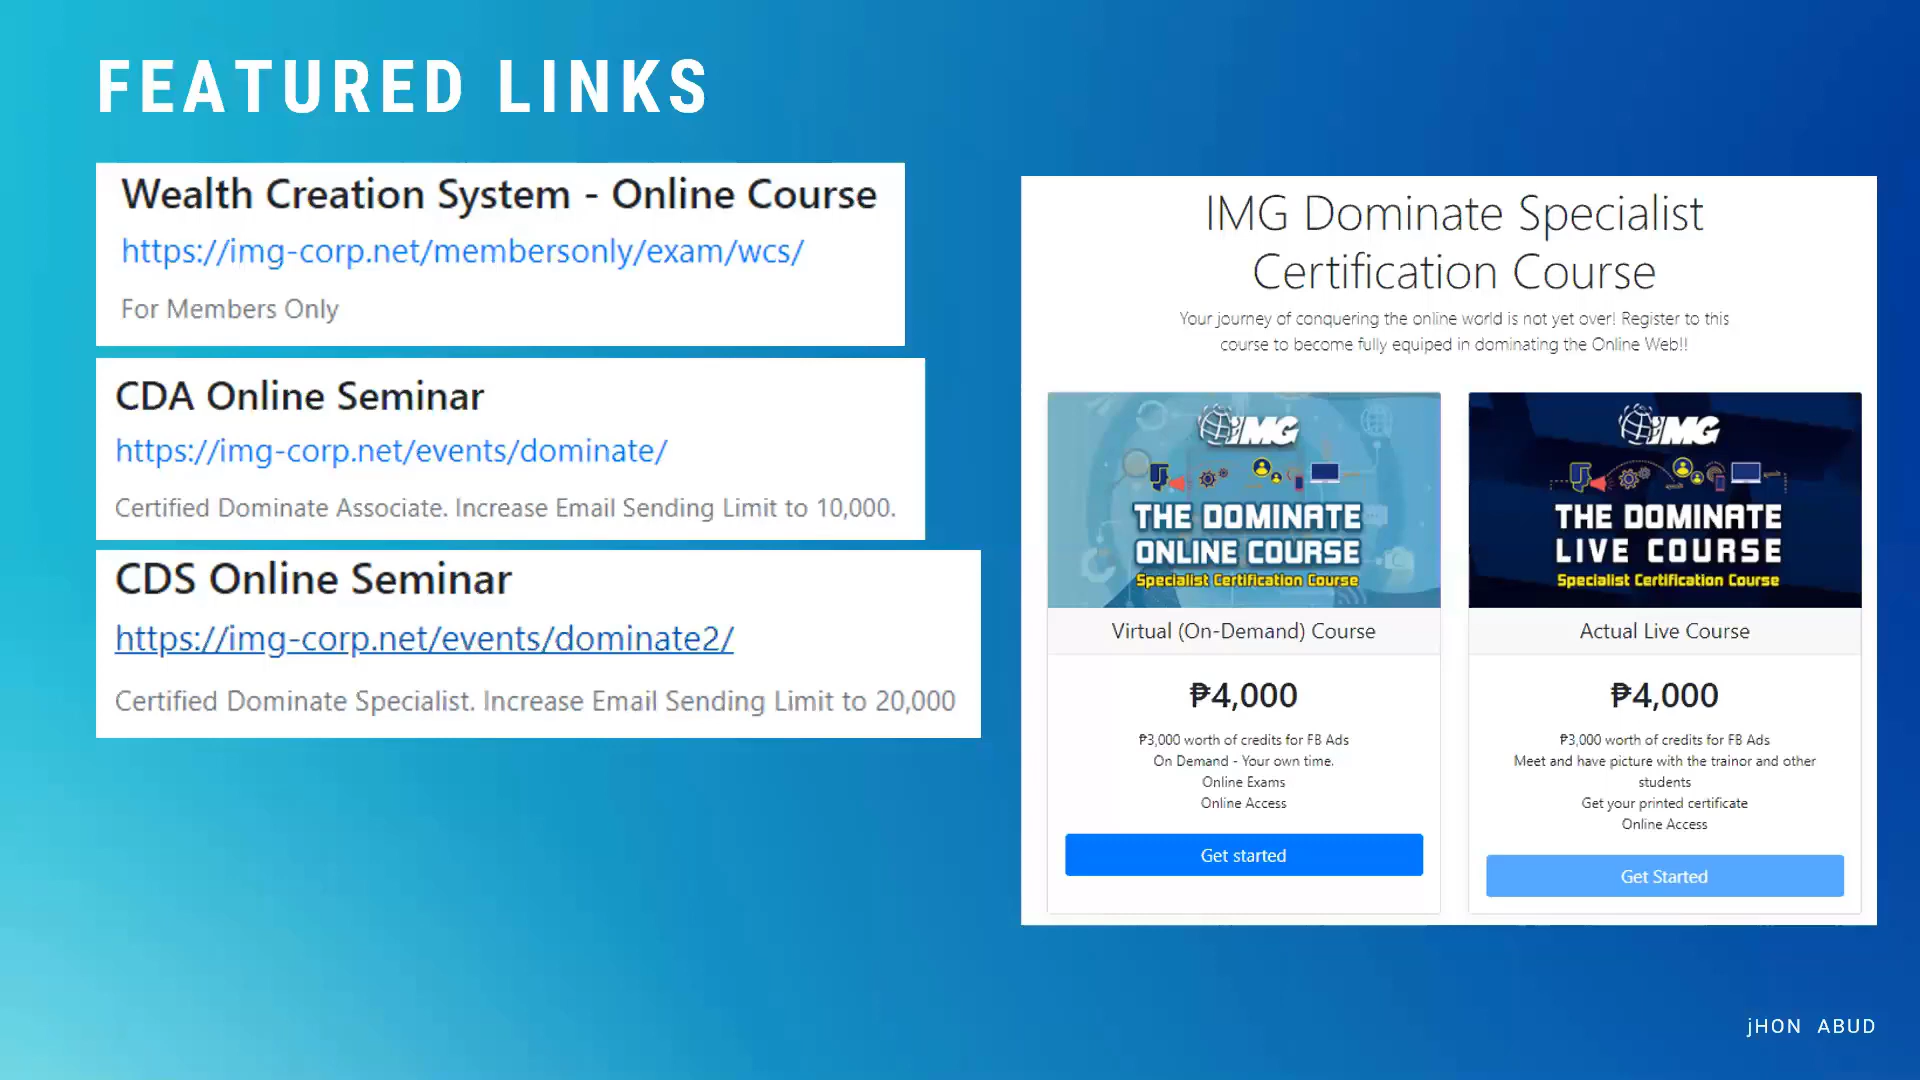 FEATURED LINKS
Wealth Creation System - Online Course
https://img-corp.net/membersonly/exam/wcs/
For Members Only
CDA Online Seminar
https://img-corp.net/events/dominate/
Certified Dominate Associate. Increase Email Sending Limit to 10,000.
CDS Online Seminar
https://img-corp.net/events/dominate2/
Certified Dominate Specialist. Increase Email Sending Limit to 20,000
IMG Dominate Specialist
Certification Course
Your journey of conquering the online world is not yet over! Register to this
course to become fully equiped in dominating the Online Web!!
IMG
THE DOMINATE
ONLINE COURSE
Specialist Certification Course
Virtual (On-Demand) Course
₱4,000
₱3,000 worth of credits for FB Ads
On Demand - Your own time.
Online Exams
Online Access
Get started
IMG
THE DOMINATE
LIVE COURSE
Specialist Certification Course
Actual Live Course
₱4,000
₱3,000 worth of credits for FB Ads
Meet and have picture with the trainor and other
students
Get your printed certificate
Online Access
Get Started
jHON ABUD